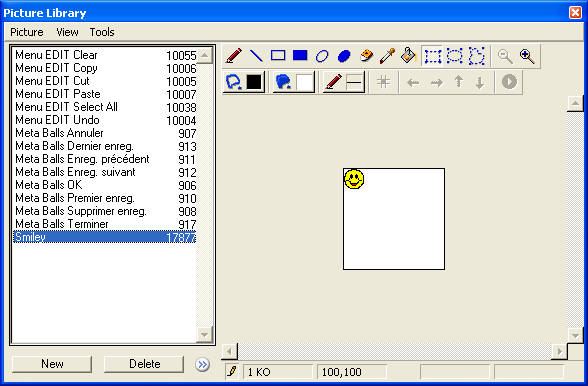 Picture Library
Picture View Tools
Menu EDIT Clear 10055
Menu EDIT Copy 10006
Menu EDIT Cut 10005
Menu EDIT Paste 10007
Menu EDIT Select All 10038
Menu EDIT Undo 10004
Meta Balls Annuler 907
Meta Balls Dernier enreg. 913
Meta Balls Enreg. précédent 911
Meta Balls Enreg. suivant 912
Meta Balls OK 906
Meta Balls Premier enreg. 910
Meta Balls Supprimer enreg. 908
Meta Balls Terminer 917
Smiley 17877
New Delete
1 KO 100,100